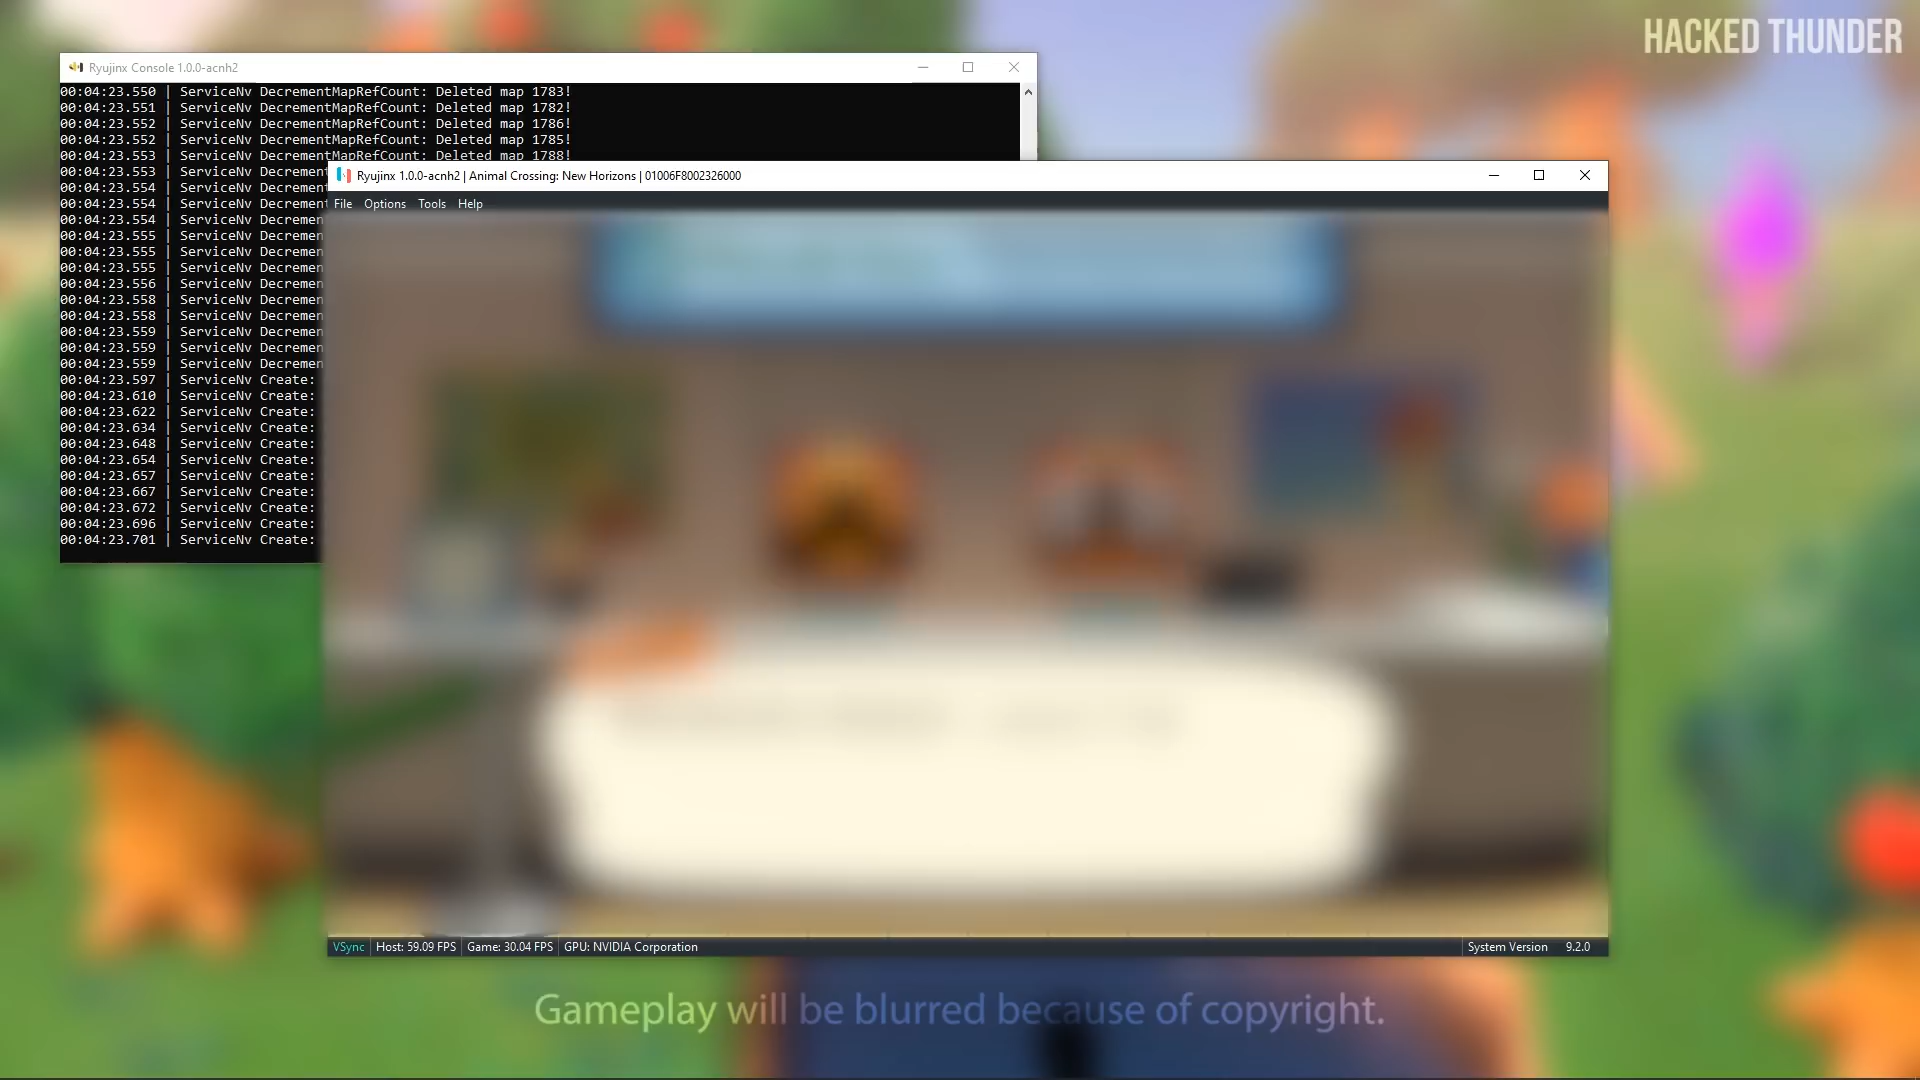 HACKED THUNDER
Ryujinx Console 1.0.0-acnh2
00:04:23.550 | ServiceNv DecrementMapRefCount: Deleted map 1783!
00:04:23.551 | ServiceNv DecrementMapRefCount: Deleted map 1782!
00:04:23.552 | ServiceNv DecrementMapRefCount: Deleted map 1786!
00:04:23.552 | ServiceNv DecrementMapRefCount: Deleted map 1785!
00:04:23.553 | ServiceNv DecrementMapRefCount: Deleted map 1788!
00:04:23.553 | ServiceNv Decrement
00:04:23.554 | ServiceNv Decrement
00:04:23.554 | ServiceNv Decrement
00:04:23.554 | ServiceNv Decremen
00:04:23.555 | ServiceNv Decremen
00:04:23.555 | ServiceNv Decremen
00:04:23.555 | ServiceNv Decremen
00:04:23.556 | ServiceNv Decremen
00:04:23.558 | ServiceNv Decremen
00:04:23.558 | ServiceNv Decremen
00:04:23.559 | ServiceNv Decremen
00:04:23.559 | ServiceNv Decremen
00:04:23.559 | ServiceNv Decremen
00:04:23.597 | ServiceNv Create:
00:04:23.610 | ServiceNv Create:
00:04:23.622 | ServiceNv Create:
00:04:23.634 | ServiceNv Create:
00:04:23.648 | ServiceNv Create:
00:04:23.654 | ServiceNv Create:
00:04:23.657 | ServiceNv Create:
00:04:23.667 | ServiceNv Create:
00:04:23.672 | ServiceNv Create:
00:04:23.696 | ServiceNv Create:
00:04:23.701 | ServiceNv Create:
Ryujinx 1.0.0-acnh2 | Animal Crossing: New Horizons | 01006F8002326000
File Options Tools Help
VSync Host: 59.09 FPS Game: 30.04 FPS GPU: NVIDIA Corporation System Version 9.2.0
Gameplay will be blurred because of copyright.